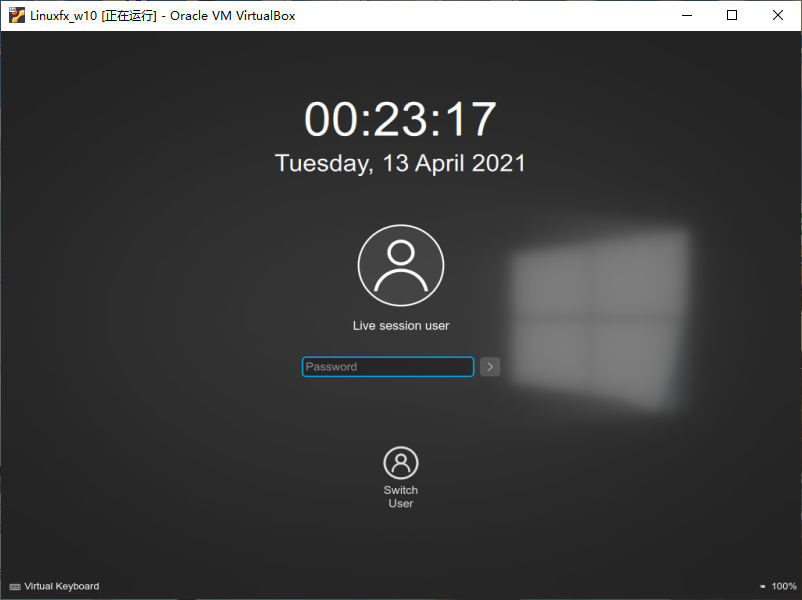 Linuxfx_w10 [正在运行] - Oracle VM VirtualBox
00:23:17
Tuesday, 13 April 2021
Live session user
Password
Switch
User
Virtual Keyboard
100%